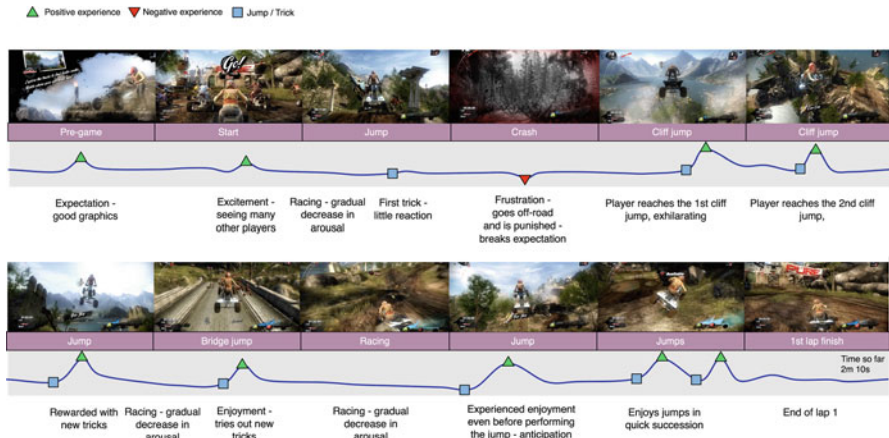 Positive experience
Negative experience
Jump / Trick
Go!
Pre-game
Start
Jump
Crash
Cliff jump
Cliff jump
Expectation -
good graphics
Excitement -
seeing many
other players
Racing - gradual
decrease in
arousal
First trick -
little reaction
Frustration -
goes off-road
and is punished -
breaks expectation
Player reaches the 1st cliff
jump, exhilarating
Player reaches the 2nd cliff
jump,
Jump
Bridge jump
Racing
Jump
Jumps
1st lap finish
Time so far
2m 10s
Rewarded with
new tricks
Racing - gradual
decrease in
arousal
Enjoyment -
tries out new
tricks
Racing - gradual
decrease in
arousal
Experienced enjoyment
even before performing
the jump - anticipation
Enjoys jumps in
quick succession
End of lap 1